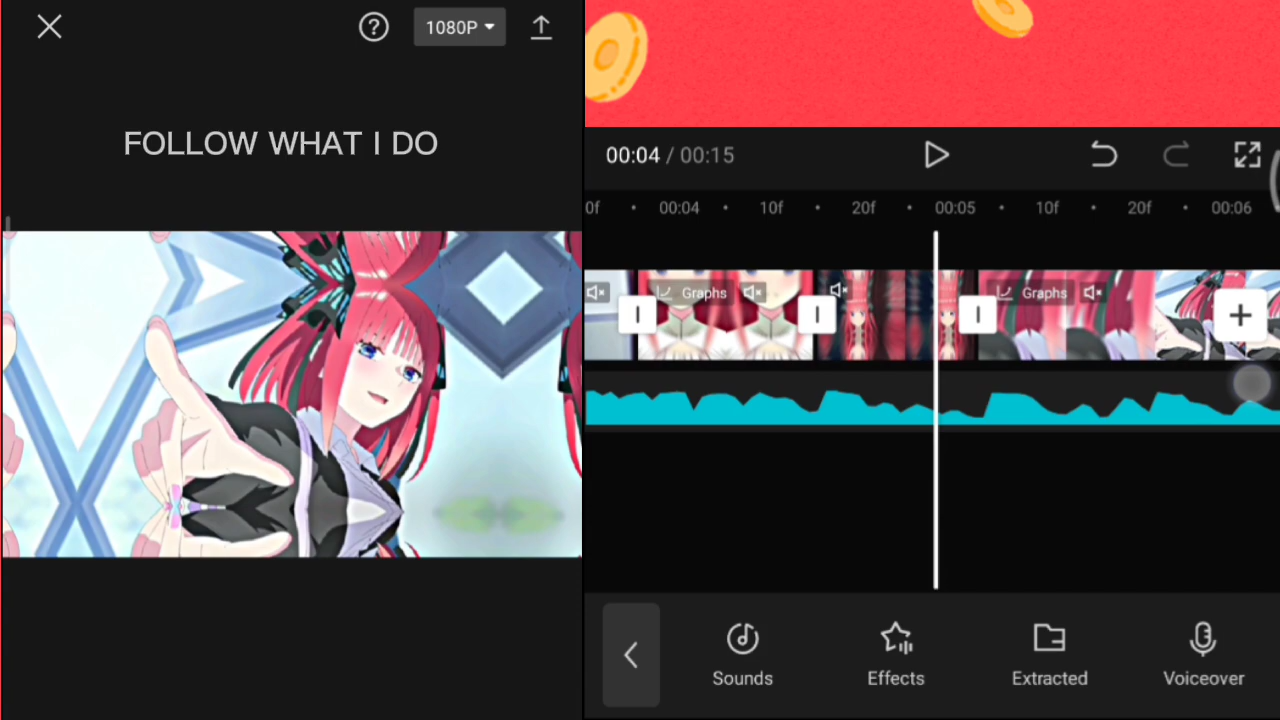 1080P
FOLLOW WHAT I DO
00:04 / 00:15
0f 00:04 10f 20f 00:05 10f 20f 00:06
Graphs
Graphs
Sounds
Effects
Extracted
Voiceover